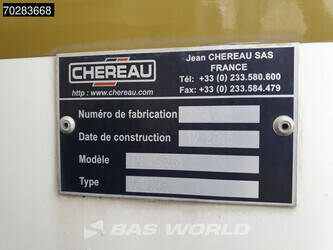 70283668
CHEREAU
http : www.chereau.com
Jean CHEREAU SAS
FRANCE
Tél: +33 (0) 233.580.600
Fax: +33 (0) 233.584.479
Numéro de fabrication
Date de construction
Modèle
Type
BAS WORLD